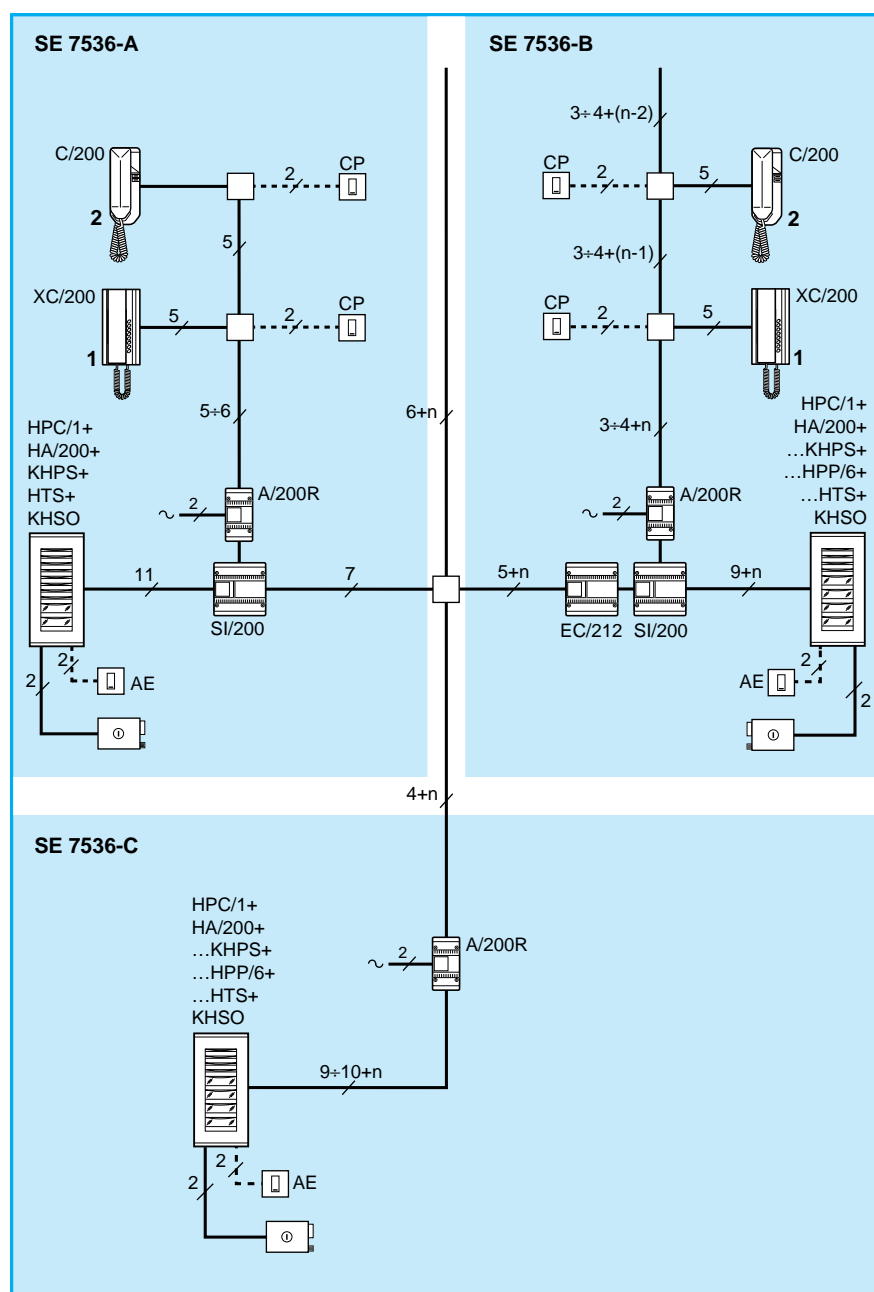 SE 7536-A
C/200
2
2
CP
5
XC/200
1
5
2
CP
5÷6
HPC/1+
HA/200+
KHPS+
HTS+
KHSO
2
A/200R
11
SI/200
7
2
2
AE
6+n
SE 7536-B
3÷4+(n-2)
CP
2
5
C/200
2
3÷4+(n-1)
CP
2
5
XC/200
1
3÷4+n
HPC/1+
HA/200+
…KHPS+
…HPP/6+
…HTS+
KHSO
2
A/200R
5+n
EC/212
SI/200
9+n
2
AE
2
4+n
SE 7536-C
HPC/1+
HA/200+
…KHPS+
…HPP/6+
…HTS+
KHSO
2
A/200R
9÷10+n
2
2
AE